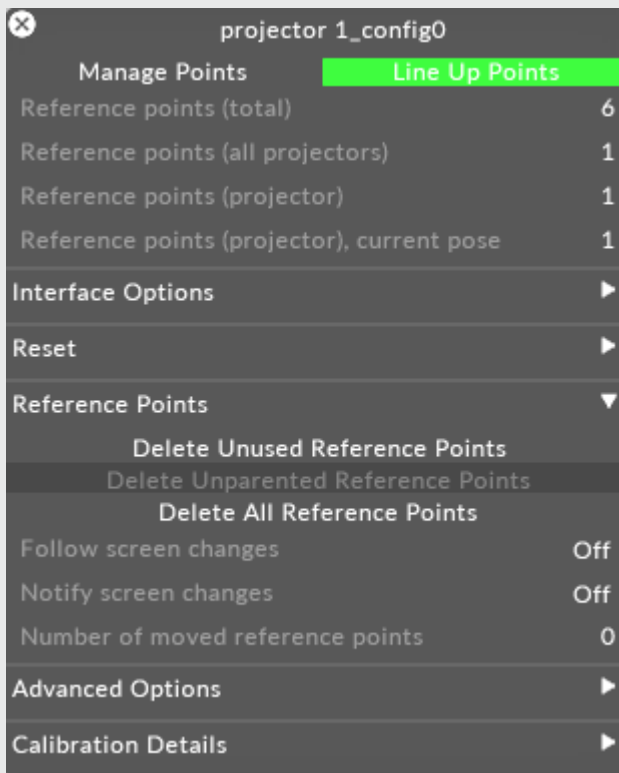 projector 1_config0
Manage Points Line Up Points
Reference points (total) 6
Reference points (all projectors) 1
Reference points (projector) 1
Reference points (projector), current pose 1
Interface Options
Reset
Reference Points
Delete Unused Reference Points
Delete Unparented Reference Points
Delete All Reference Points
Follow screen changes Off
Notify screen changes Off
Number of moved reference points 0
Advanced Options
Calibration Details